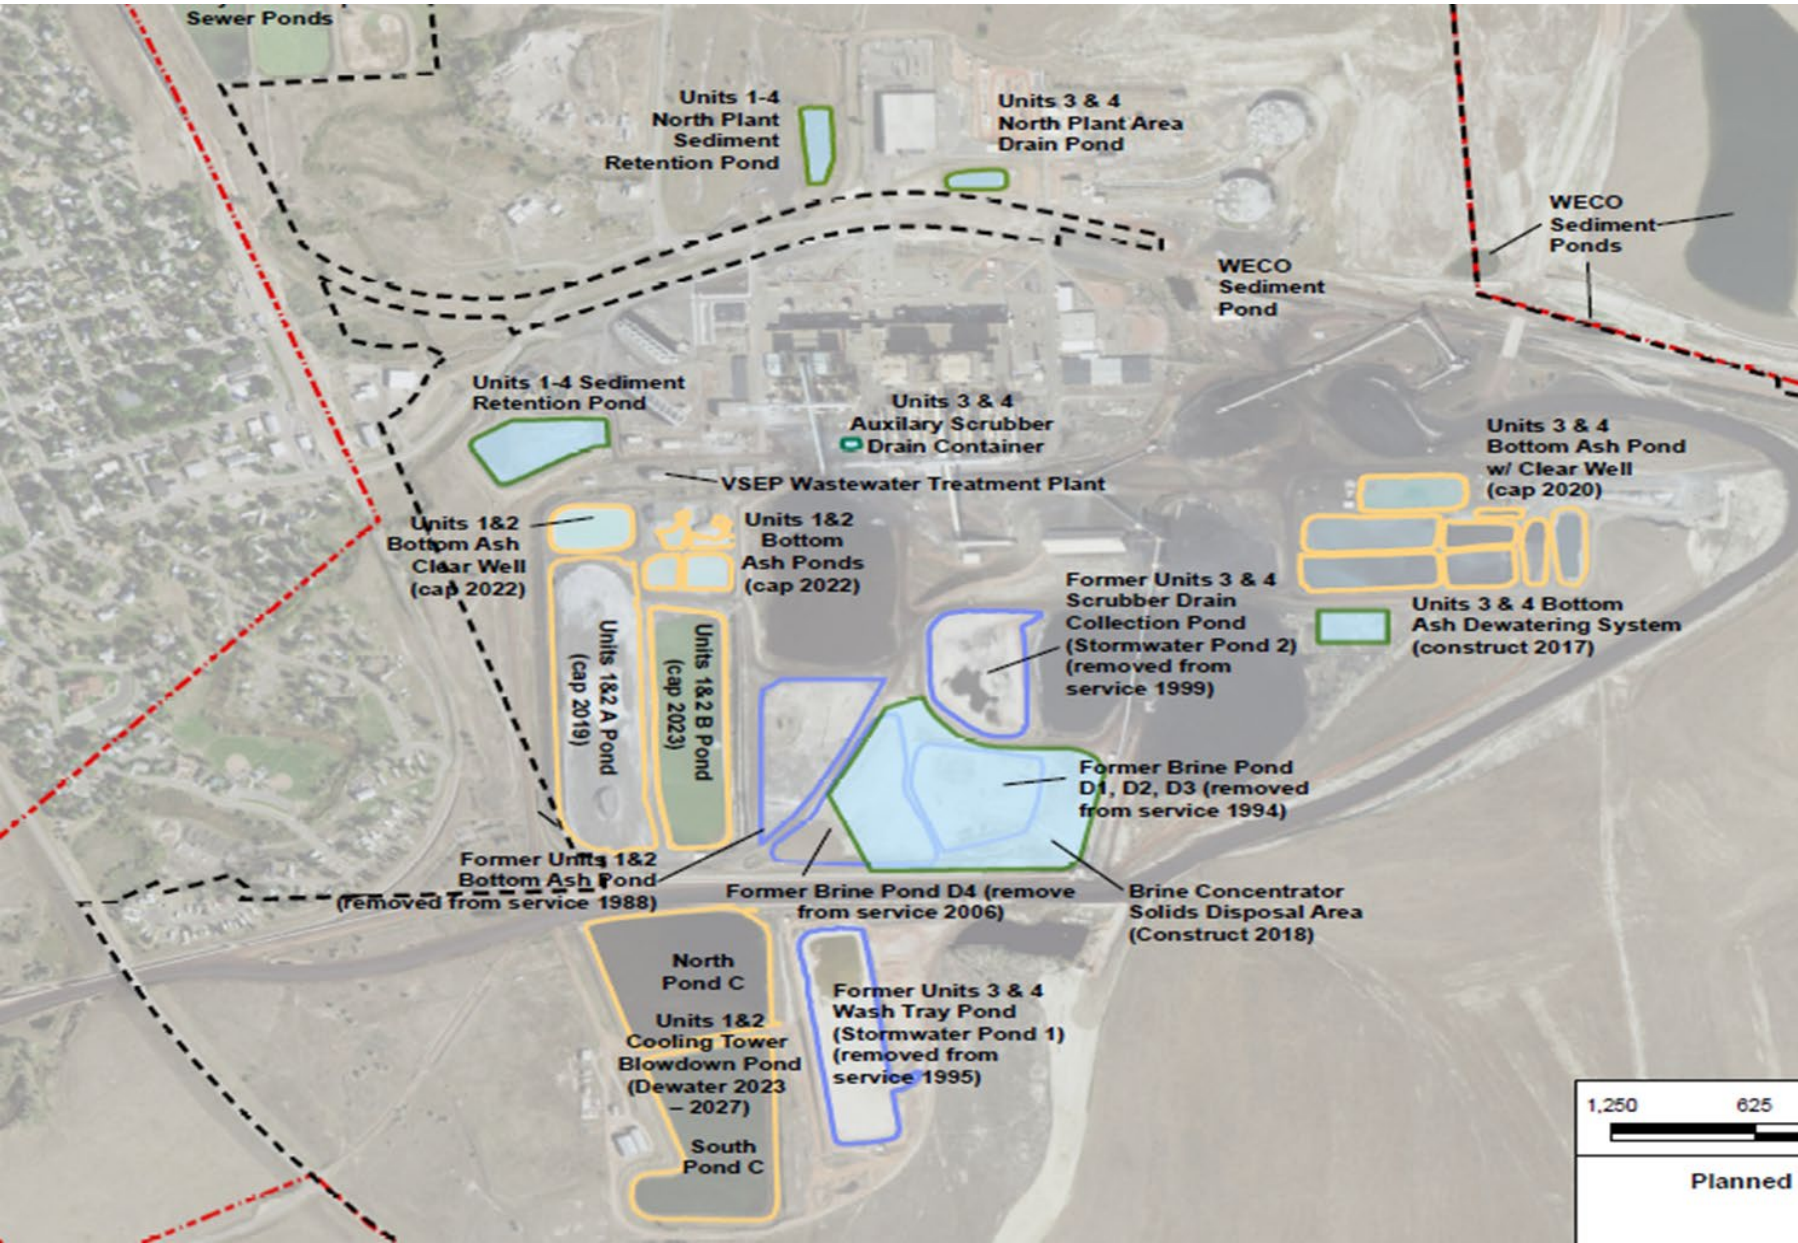 Sewer Ponds
Units 1-4
North Plant
Sediment
Retention Pond
Units 3 & 4
North Plant Area
Drain Pond
WECO
Sediment
Ponds
WECO
Sediment
Pond
Units 1-4 Sediment
Retention Pond
Units 3 & 4
Auxilary Scrubber
Drain Container
VSEP Wastewater Treatment Plant
Units 3 & 4
Bottom Ash Pond
w/ Clear Well
(cap 2020)
Units 1&2
Bottom Ash
Clear Well
(cap 2022)
Units 1&2
Bottom
Ash Ponds
(cap 2022)
Former Units 3 & 4
Scrubber Drain
Collection Pond
(Stormwater Pond 2)
(removed from
service 1999)
Units 3 & 4 Bottom
Ash Dewatering System
(construct 2017)
Units 1&2 A Pond
(cap 2019)
Units 1&2 B Pond
(cap 2023)
Former Brine Pond
D1, D2, D3 (removed
from service 1994)
Former Units 1&2
Bottom Ash Pond
(removed from service 1988)
Former Brine Pond D4 (remove
from service 2006)
Brine Concentrator
Solids Disposal Area
(Construct 2018)
North
Pond C
Units 1&2
Cooling Tower
Blowdown Pond
(Dewater 2023
– 2027)
South
Pond C
Former Units 3 & 4
Wash Tray Pond
(Stormwater Pond 1)
(removed from
service 1995)
1,250 625
Planned